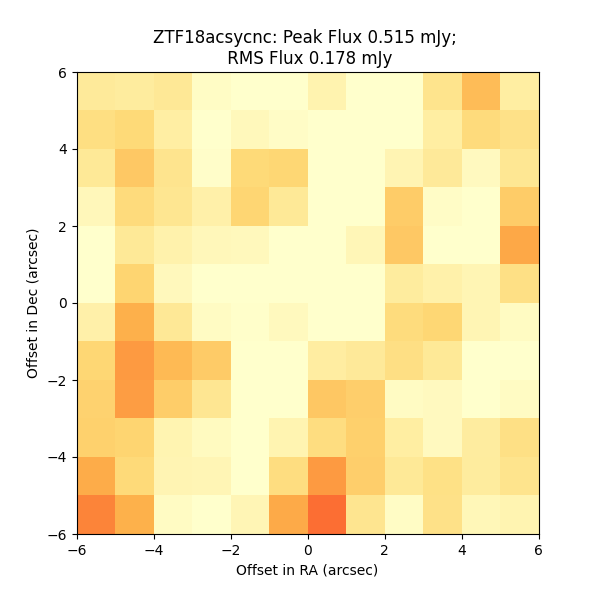 ZTF18acsycnc: Peak Flux 0.515 mJy;
RMS Flux 0.178 mJy
6
4
2
0
−2
−4
−6
Offset in Dec (arcsec)
−6 −4 −2 0 2 4 6
Offset in RA (arcsec)